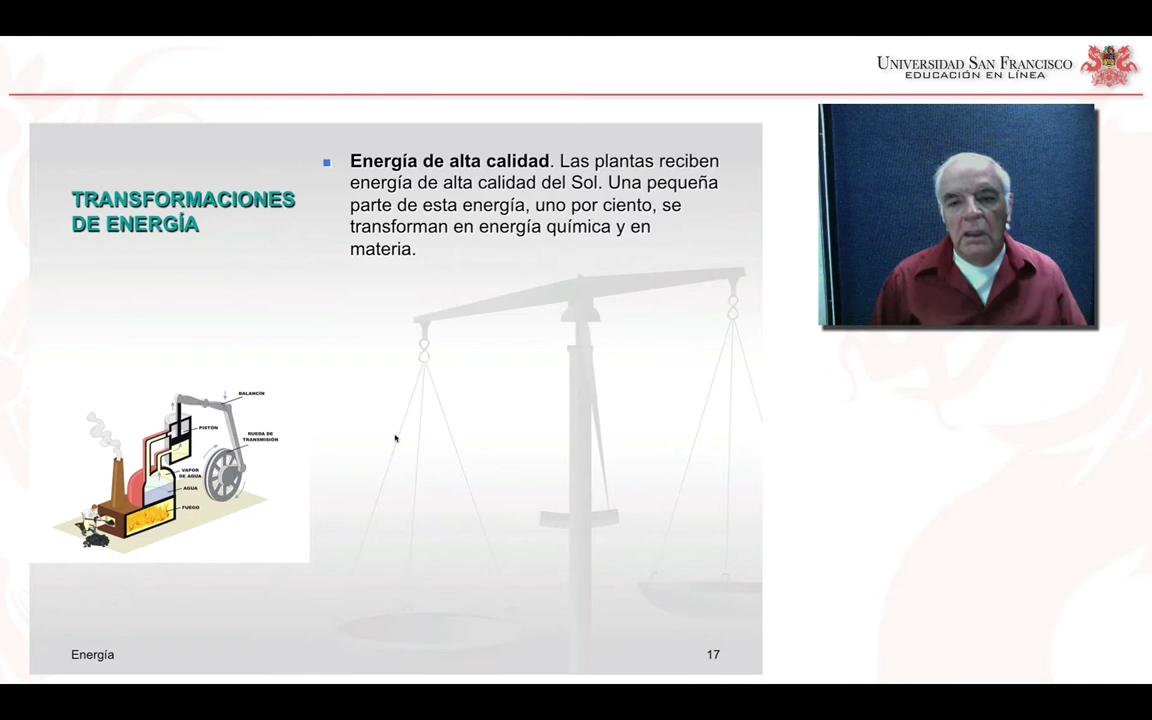 UNIVERSIDAD SAN FRANCISCO
EDUCACIÓN EN LÍNEA
TRANSFORMACIONES
DE ENERGÍA
Energía de alta calidad. Las plantas reciben
energía de alta calidad del Sol. Una pequeña
parte de esta energía, uno por ciento, se
transforman en energía química y en
materia.
BALANCÍN
PISTÓN
RUEDA DE
TRANSMISIÓN
VAPOR
DE AGUA
AGUA
FUEGO
Energía
17